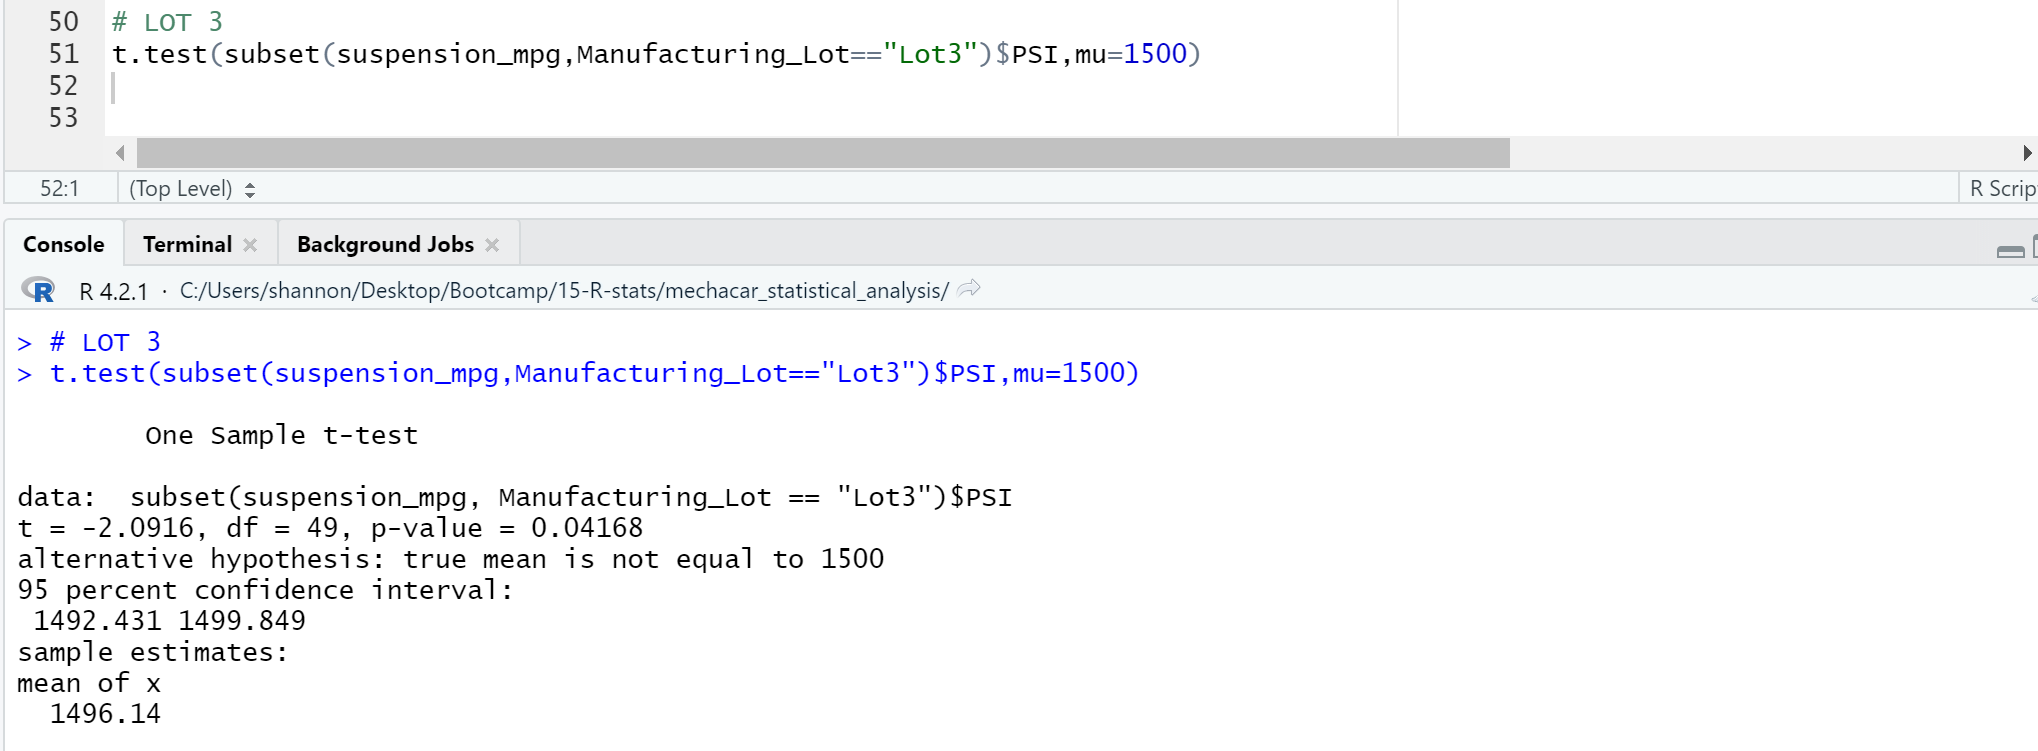 50 # LOT 3
51 t.test(subset(suspension_mpg,Manufacturing_Lot=="Lot3")$PSI,mu=1500)
52
53
52:1 (Top Level) R Scrip
Console Terminal Background Jobs
R R 4.2.1 · C:/Users/shannon/Desktop/Bootcamp/15-R-stats/mechacar_statistical_analysis/
> # LOT 3
> t.test(subset(suspension_mpg,Manufacturing_Lot=="Lot3")$PSI,mu=1500)
One Sample t-test
data:  subset(suspension_mpg, Manufacturing_Lot == "Lot3")$PSI
t = -2.0916, df = 49, p-value = 0.04168
alternative hypothesis: true mean is not equal to 1500
95 percent confidence interval:
 1492.431 1499.849
sample estimates:
mean of x
  1496.14